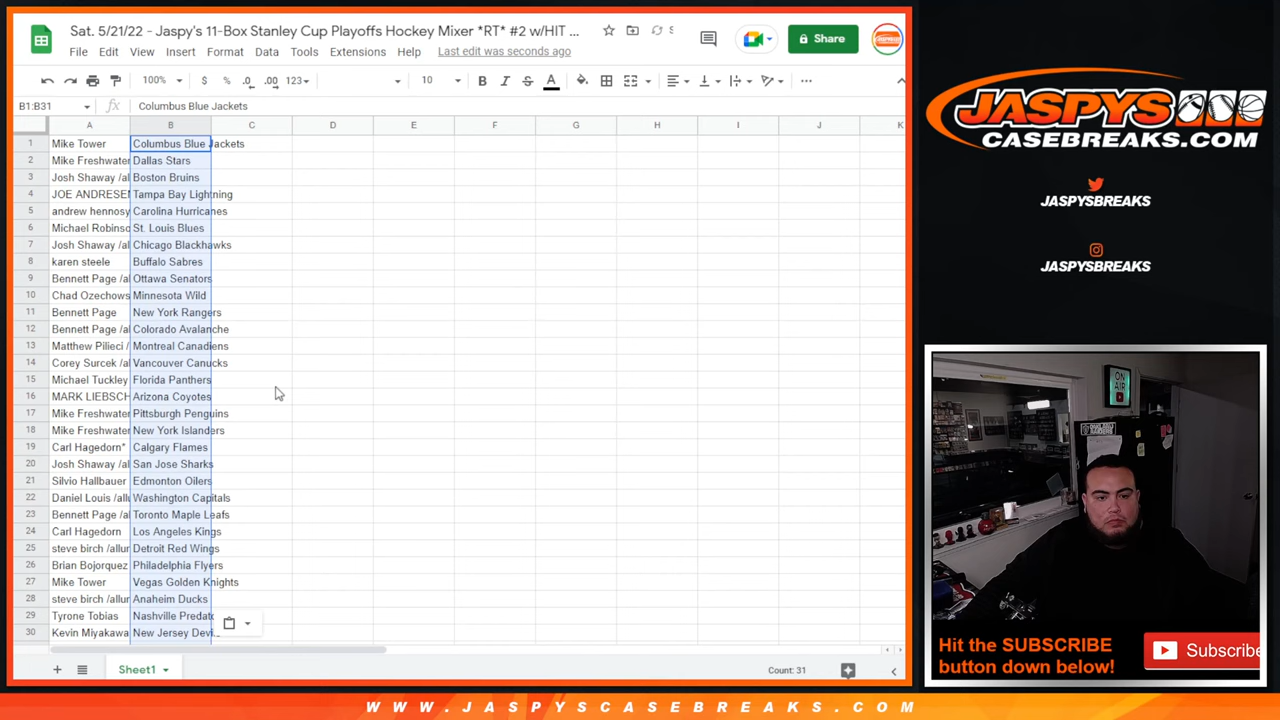 Sat. 5/21/22 - Jaspy's 11-Box Stanley Cup Playoffs Hockey Mixer *RT* #2 w/HIT ...
Share
File Edit View Insert Format Data Tools Extensions Help Last edit was seconds ago
100% $ % .0 .00 123 10 B I S A
B1:B31 fx Columbus Blue Jackets
A B C D E F G H I J K
1 Mike Tower Columbus Blue Jackets
2 Mike Freshwater Dallas Stars
3 Josh Shaway /al Boston Bruins
4 JOE ANDRESEN Tampa Bay Lightning
5 andrew hennosy Carolina Hurricanes
6 Michael Robinso St. Louis Blues
7 Josh Shaway /al Chicago Blackhawks
8 karen steele Buffalo Sabres
9 Bennett Page /al Ottawa Senators
10 Chad Ozechows Minnesota Wild
11 Bennett Page New York Rangers
12 Bennett Page /al Colorado Avalanche
13 Matthew Pilieci / Montreal Canadiens
14 Corey Surcek /al Vancouver Canucks
15 Michael Tuckley Florida Panthers
16 MARK LIEBSCH Arizona Coyotes
17 Mike Freshwater Pittsburgh Penguins
18 Mike Freshwater New York Islanders
19 Carl Hagedorn* Calgary Flames
20 Josh Shaway /al San Jose Sharks
21 Silvio Hallbauer Edmonton Oilers
22 Daniel Louis /allu Washington Capitals
23 Bennett Page /al Toronto Maple Leafs
24 Carl Hagedorn Los Angeles Kings
25 steve birch /allur Detroit Red Wings
26 Brian Bojorquez Philadelphia Flyers
27 Mike Tower Vegas Golden Knights
28 steve birch /allur Anaheim Ducks
29 Tyrone Tobias Nashville Predato
30 Kevin Miyakawa New Jersey Devi
Sheet1
Count: 31
JASPYS
CASEBREAKS.COM
JASPYSBREAKS
JASPYSBREAKS
ON
AIR
Hit the SUBSCRIBE
button down below!
Subscribe
WWW.JASPYSCASEBREAKS.COM